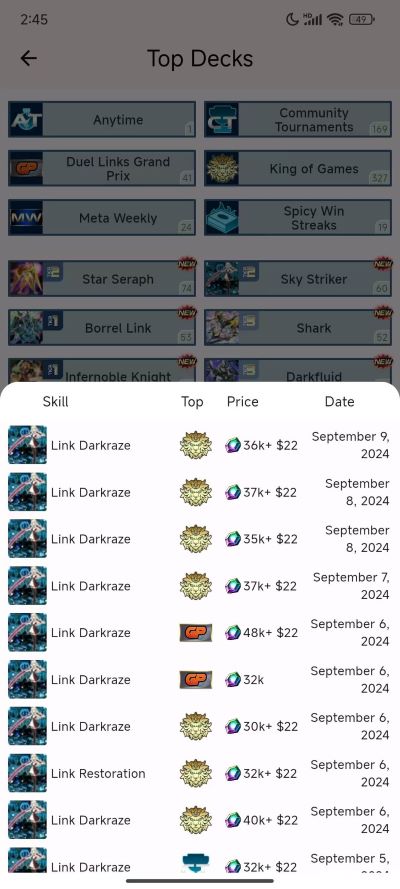 2:45
HD
49
Top Decks
AT
Anytime
1
CT
Community
Tournaments
169
GP
Duel Links Grand
Prix
41
King of Games
327
MW
Meta Weekly
24
Spicy Win
Streaks
19
NEW
Star Seraph
74
NEW
Sky Striker
60
Borrel Link
53
NEW
Shark
52
Infernoble Knight
NEW
Darkfluid
Skill Top Price Date
Link Darkraze 36k+ $22 September 9,
2024
Link Darkraze 37k+ $22 September
8, 2024
Link Darkraze 35k+ $22 September
8, 2024
Link Darkraze 37k+ $22 September 7,
2024
Link Darkraze GP 48k+ $22 September 6,
2024
Link Darkraze GP 32k September 6,
2024
Link Darkraze 30k+ $22 September 6,
2024
Link Restoration 32k+ $22 September 6,
2024
Link Darkraze 40k+ $22 September 6,
2024
Link Darkraze 32k+ $22 September 5,